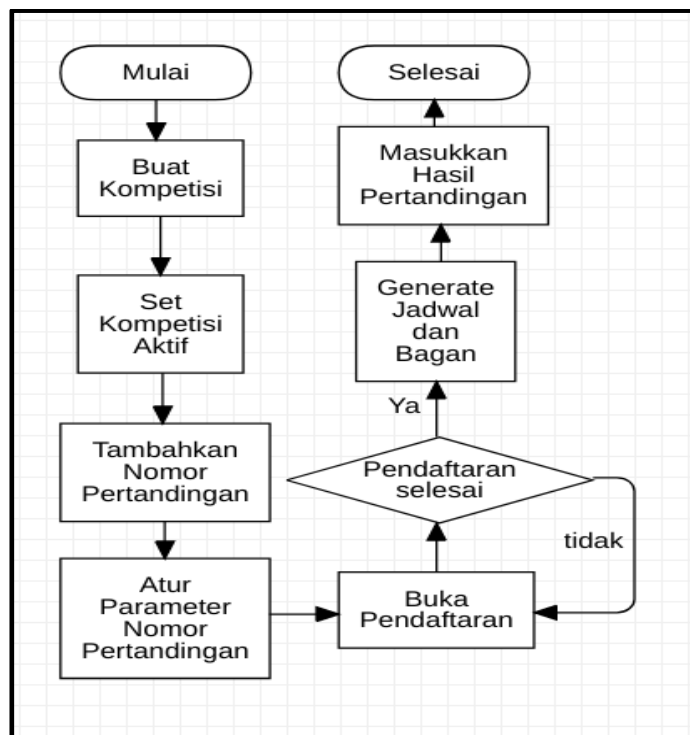 Mulai
Buat
Kompetisi
Set
Kompetisi
Aktif
Tambahkan
Nomor
Pertandingan
Atur
Parameter
Nomor
Pertandingan
Buka
Pendaftaran
Pendaftaran
selesai
tidak
Ya
Generate
Jadwal
dan
Bagan
Masukkan
Hasil
Pertandingan
Selesai